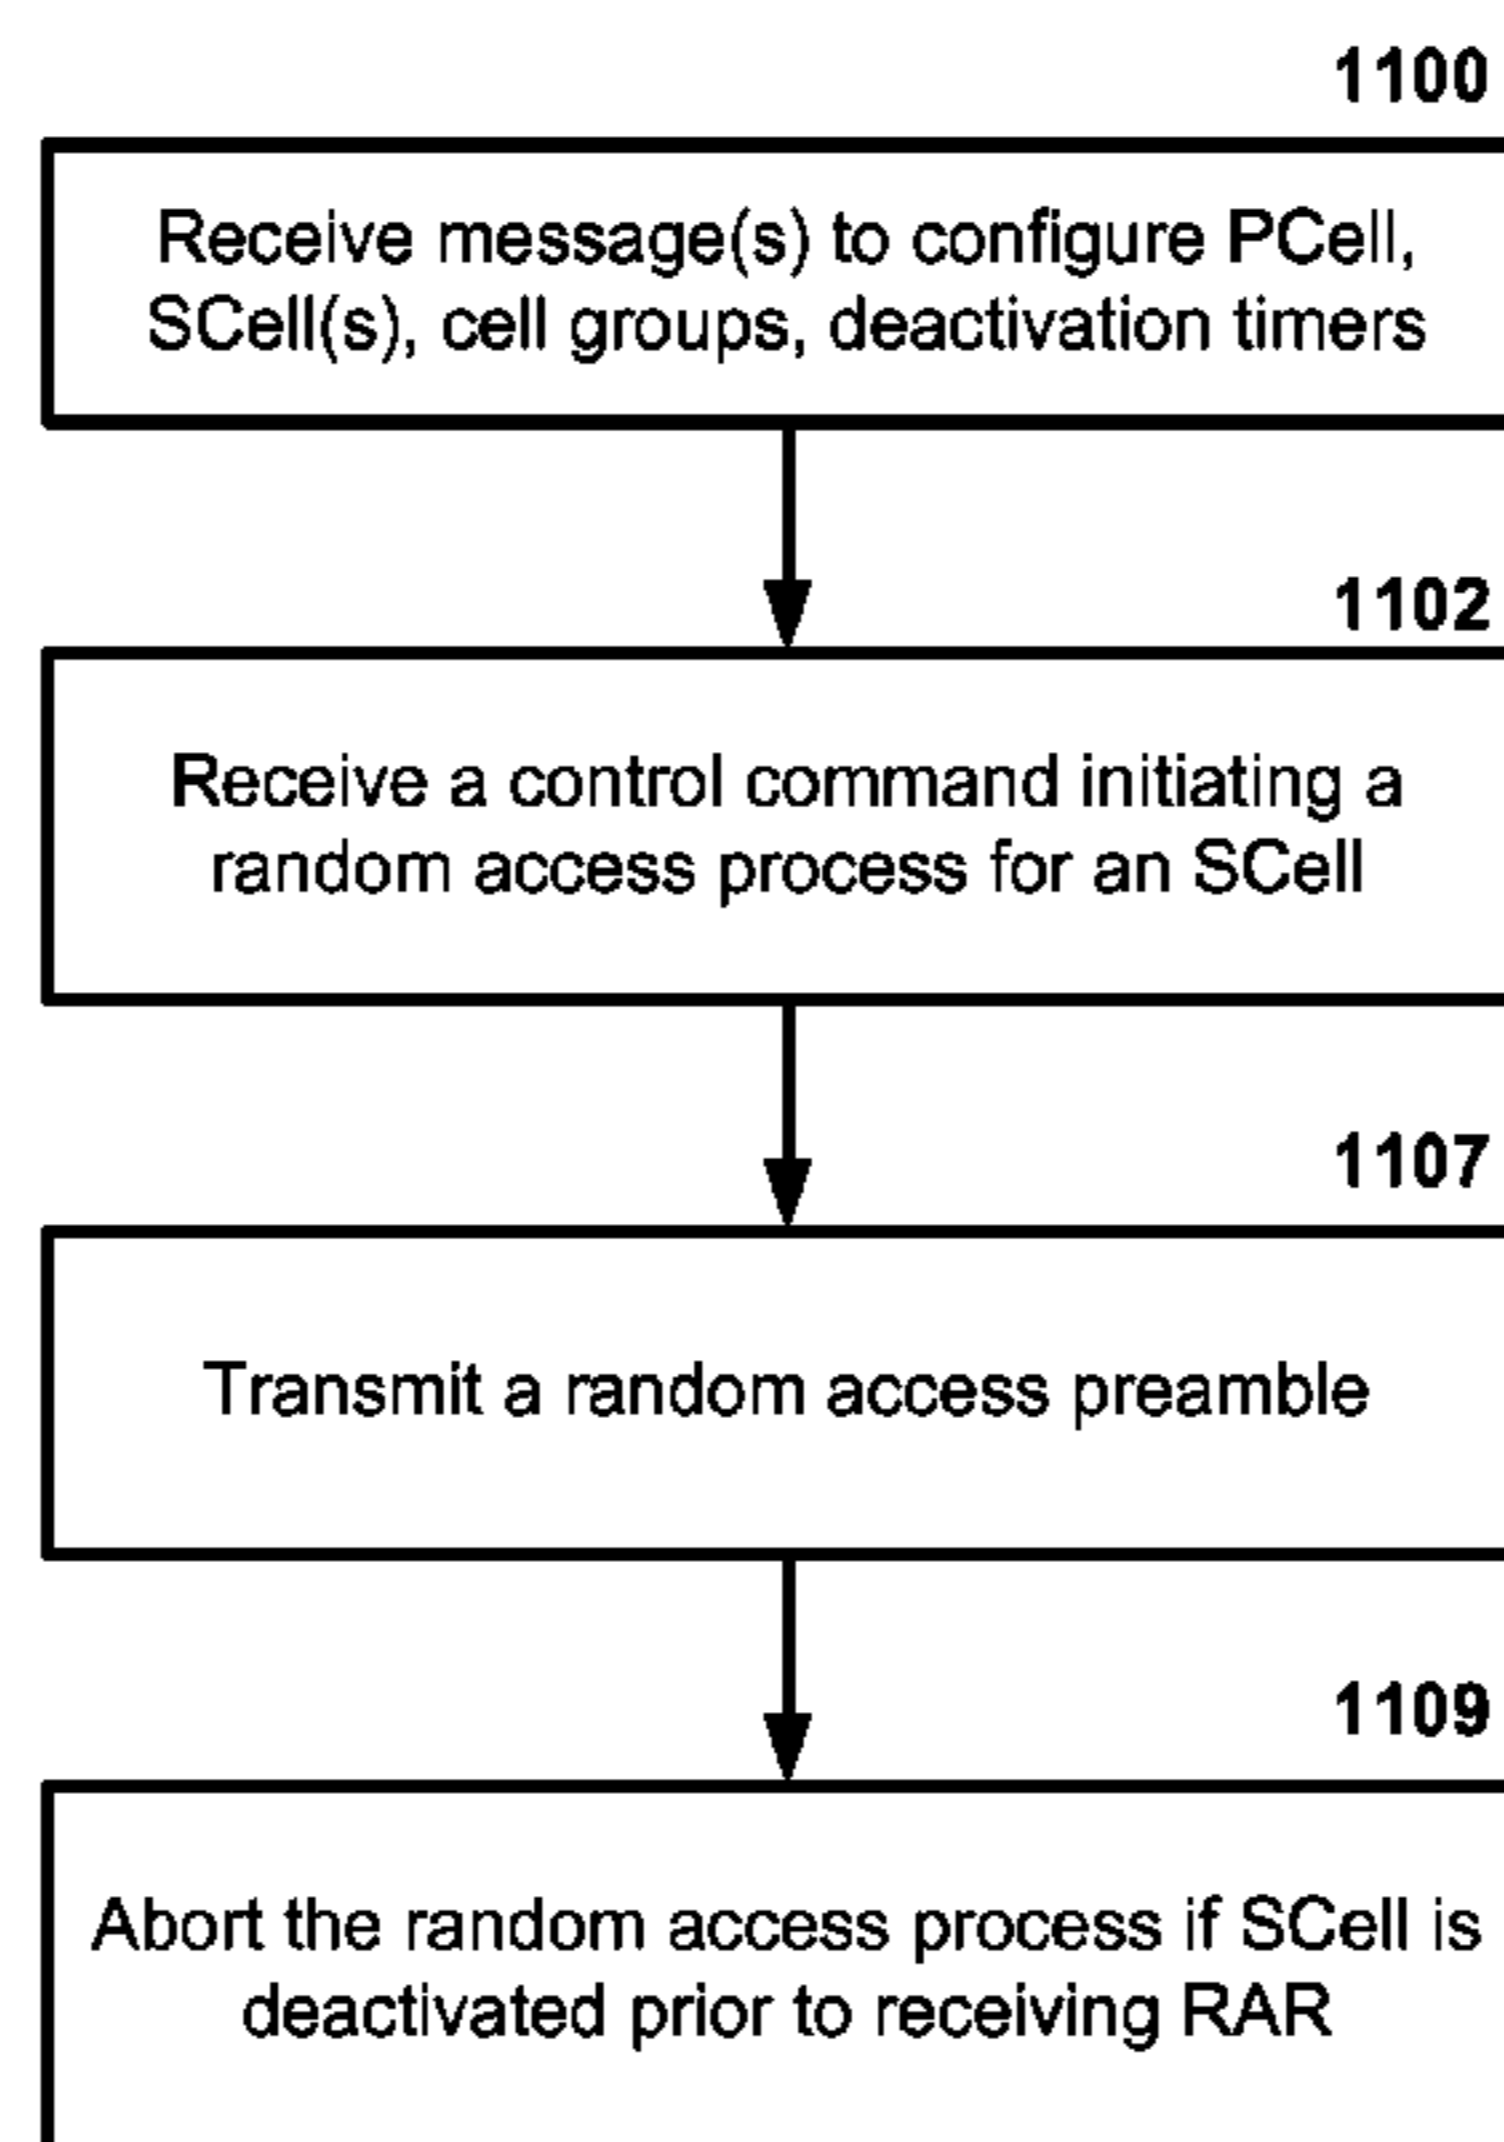 1100
Receive message(s) to configure PCell,
SCell(s), cell groups, deactivation timers
1102
Receive a control command initiating a
random access process for an SCell
1107
Transmit a random access preamble
1109
Abort the random access process if SCell is
deactivated prior to receiving RAR